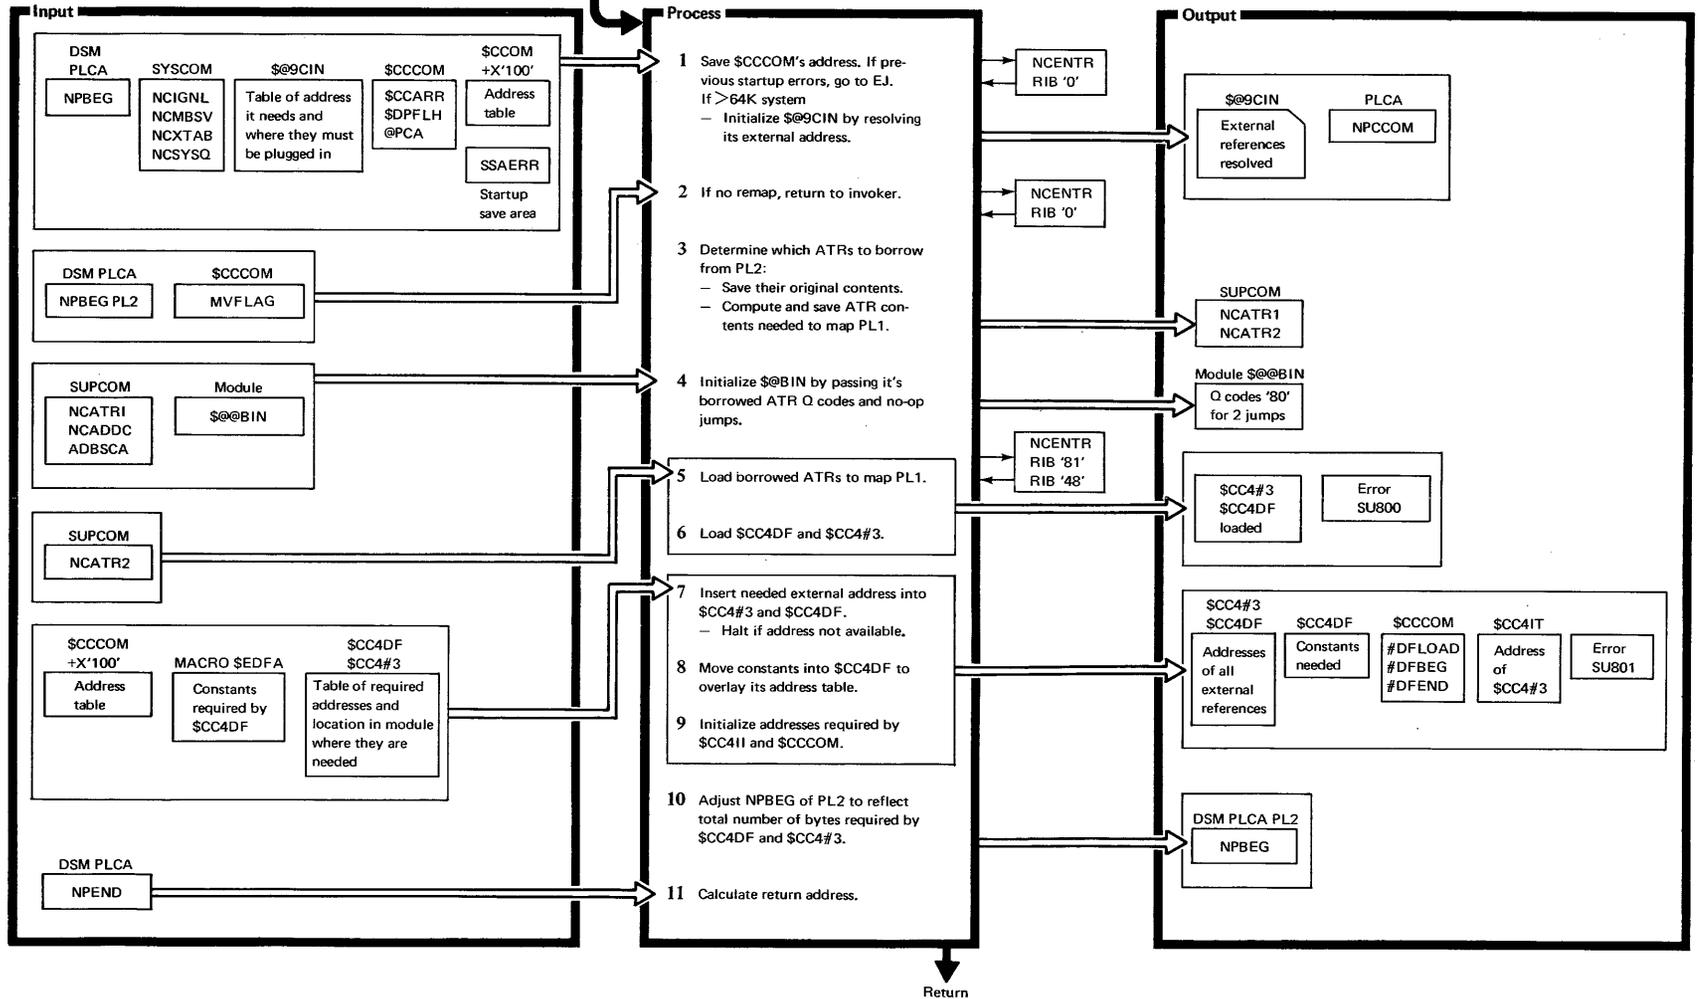 Input
DSM
PLCA
NPBEG
SYSCOM
NCIGNL
NCMBSV
NCXTAB
NCSYSQ
$@9CIN
Table of address
it needs and
where they must
be plugged in
$CCCOM
$CCARR
$DPFLH
@PCA
$CCOM
+X'100'
Address
table
SSAERR
Startup
save area
DSM PLCA
NPBEG PL2
$CCCOM
MVFLAG
SUPCOM
NCATRI
NCADDC
ADBSCA
Module
$@@BIN
SUPCOM
NCATR2
$CCCOM
+X'100'
Address
table
MACRO $EDFA
Constants
required by
$CC4DF
$CC4DF
$CC4#3
Table of required
addresses and
location in module
where they are
needed
DSM PLCA
NPEND
Process
1 Save $CCCOM's address. If pre-
vious startup errors, go to EJ.
If >64K system
— Initialize $@9CIN by resolving
its external address.
2 If no remap, return to invoker.
3 Determine which ATRs to borrow
from PL2:
— Save their original contents.
— Compute and save ATR con-
tents needed to map PL1.
4 Initialize $@BIN by passing it's
borrowed ATR Q codes and no-op
jumps.
5 Load borrowed ATRs to map PL1.
6 Load $CC4DF and $CC4#3.
7 Insert needed external address into
$CC4#3 and $CC4DF.
— Halt if address not available.
8 Move constants into $CC4DF to
overlay its address table.
9 Initialize addresses required by
$CC4II and $CCCOM.
10 Adjust NPBEG of PL2 to reflect
total number of bytes required by
$CC4DF and $CC4#3.
11 Calculate return address.
Return
NCENTR
RIB '0'
NCENTR
RIB '0'
NCENTR
RIB '81'
RIB '48'
Output
$@9CIN
External
references
resolved
PLCA
NPCCOM
SUPCOM
NCATR1
NCATR2
Module $@@BIN
Q codes '80'
for 2 jumps
$CC4#3
$CC4DF
loaded
Error
SU800
$CC4#3
$CC4DF
Addresses
of all
external
references
$CC4DF
Constants
needed
$CCCOM
#DFLOAD
#DFBEG
#DFEND
$CC4IT
Address
of
$CC4#3
Error
SU801
DSM PLCA PL2
NPBEG